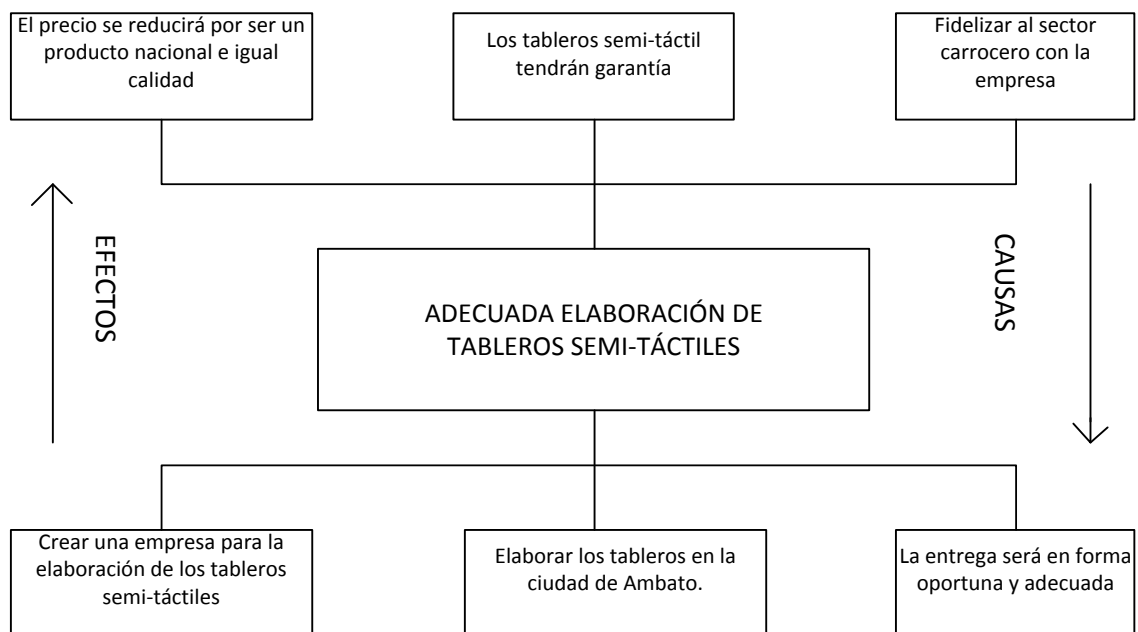 El precio se reducirá por ser un
producto nacional e igual
calidad
Los tableros semi-táctil
tendrán garantía
Fidelizar al sector
carrocero con la
empresa
EFECTOS
ADECUADA ELABORACIÓN DE
TABLEROS SEMI-TÁCTILES
CAUSAS
Crear una empresa para la
elaboración de los tableros
semi-táctiles
Elaborar los tableros en la
ciudad de Ambato.
La entrega será en forma
oportuna y adecuada